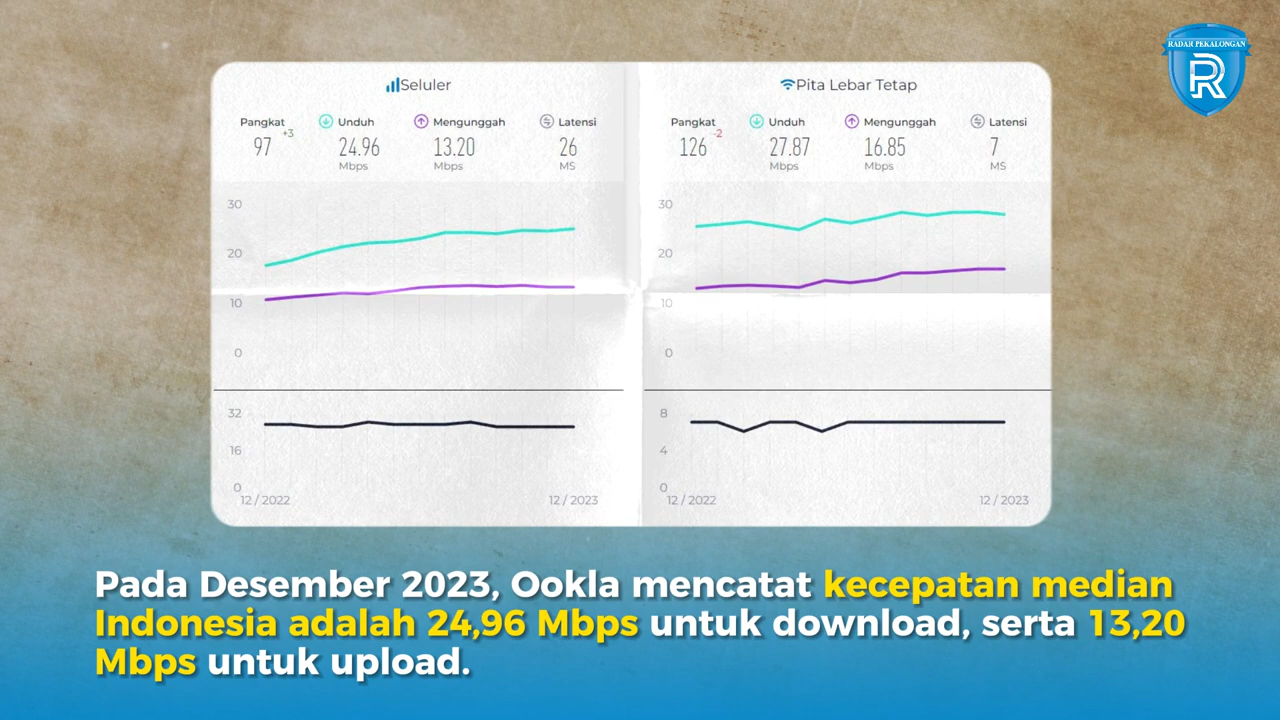 RADAR PEKALONGAN
R
Seluler
Pangkat Unduh Mengunggah Latensi
97 +3 24.96 13.20 26
Mbps Mbps MS
30
20
10
0
32
16
0
12 / 2022 12 / 2023
Pita Lebar Tetap
Pangkat Unduh Mengunggah Latensi
126 -2 27.87 16.85 7
Mbps Mbps MS
30
20
10
0
8
4
0
12 / 2022 12 / 2023
Pada Desember 2023, Ookla mencatat kecepatan median
Indonesia adalah 24,96 Mbps untuk download, serta 13,20
Mbps untuk upload.